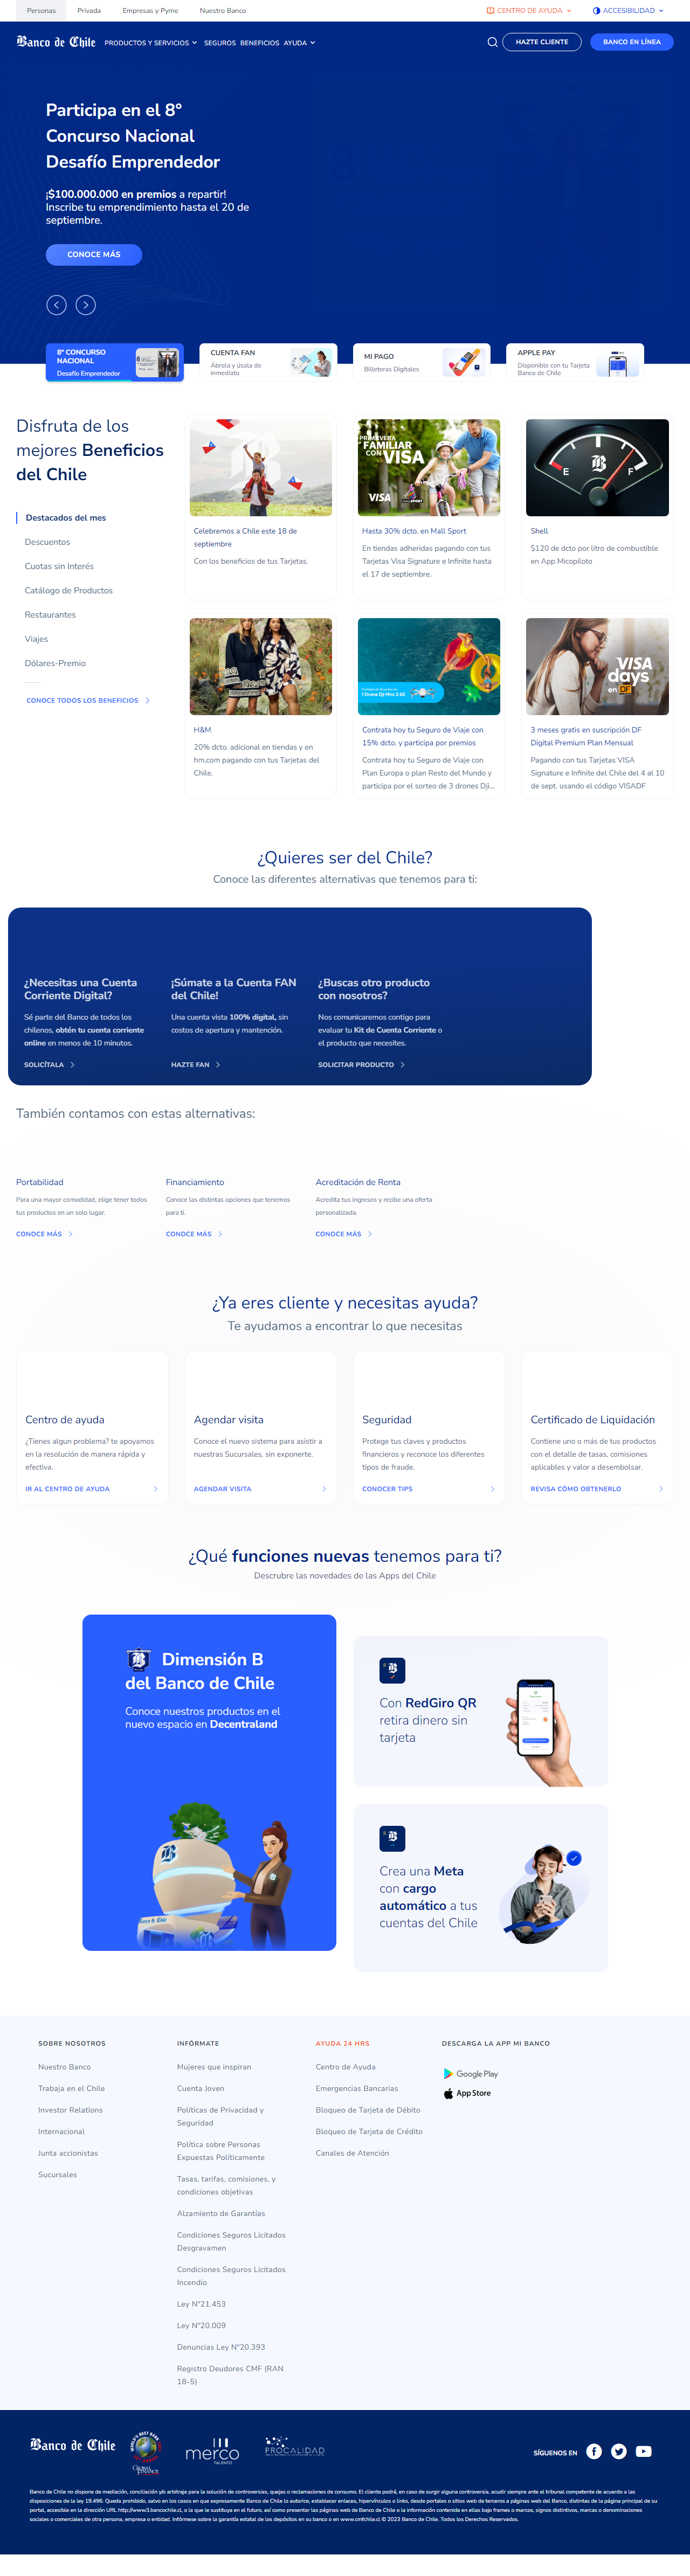 Personas Privada Empresas y Pyme Nuestro Banco CENTRO DE AYUDA ACCESIBILIDAD
Banco de Chile PRODUCTOS Y SERVICIOS SEGUROS BENEFICIOS AYUDA HAZTE CLIENTE BANCO EN LÍNEA
Participa en el 8°
Concurso Nacional
Desafío Emprendedor
¡$100.000.000 en premios a repartir!
Inscribe tu emprendimiento hasta el 20 de
septiembre.
CONOCE MÁS
8° CONCURSO
NACIONAL
Desafío Emprendedor
CUENTA FAN
Ábrela y úsala de
inmediato
MI PAGO
Billeteras Digitales
APPLE PAY
Disponible con tu Tarjeta
Banco de Chile
Disfruta de los
mejores Beneficios
del Chile
Destacados del mes
Descuentos
Cuotas sin Interés
Catálogo de Productos
Restaurantes
Viajes
Dólares-Premio
CONOCE TODOS LOS BENEFICIOS
Celebremos a Chile este 18 de
septiembre
Con los beneficios de tus Tarjetas.
PRIMAVERA
FAMILIAR
CON VISA
VISA
MALL SPORT
Hasta 30% dcto. en Mall Sport
En tiendas adheridas pagando con tus
Tarjetas Visa Signature e Infinite hasta
el 17 de septiembre.
E F
Shell
$120 de dcto por litro de combustible
en App Micopiloto
H&M
20% dcto. adicional en tiendas y en
hm.com pagando con tus Tarjetas del
Chile.
1 Drone Dji Mini 2 SE
Contrata hoy tu Seguro de Viaje con
15% dcto. y participa por premios
Contrata hoy tu Seguro de Viaje con
Plan Europa o plan Resto del Mundo y
participa por el sorteo de 3 drones Dji...
VISA
days
en DF
3 meses gratis en suscripción DF
Digital Premium Plan Mensual
Pagando con tus Tarjetas VISA
Signature e Infinite del Chile del 4 al 10
de sept. usando el código VISADF
¿Quieres ser del Chile?
Conoce las diferentes alternativas que tenemos para ti:
¿Necesitas una Cuenta
Corriente Digital?
Sé parte del Banco de todos los
chilenos, obtén tu cuenta corriente
online en menos de 10 minutos.
SOLICÍTALA
¡Súmate a la Cuenta FAN
del Chile!
Una cuenta vista 100% digital, sin
costos de apertura y mantención.
HAZTE FAN
¿Buscas otro producto
con nosotros?
Nos comunicaremos contigo para
evaluar tu Kit de Cuenta Corriente o
el producto que necesites.
SOLICITAR PRODUCTO
También contamos con estas alternativas:
Portabilidad
Para una mayor comodidad, elige tener todos
tus productos en un solo lugar.
CONOCE MÁS
Financiamiento
Conoce las distintas opciones que tenemos
para ti.
CONOCE MÁS
Acreditación de Renta
Acredita tus ingresos y recibe una oferta
personalizada.
CONOCE MÁS
¿Ya eres cliente y necesitas ayuda?
Te ayudamos a encontrar lo que necesitas
Centro de ayuda
¿Tienes algun problema? te apoyamos
en la resolución de manera rápida y
efectiva.
IR AL CENTRO DE AYUDA
Agendar visita
Conoce el nuevo sistema para asistir a
nuestras Sucursales, sin exponerte.
AGENDAR VISITA
Seguridad
Protege tus claves y productos
financieros y reconoce los diferentes
tipos de fraude.
CONOCER TIPS
Certificado de Liquidación
Contiene uno o más de tus productos
con el detalle de tasas, comisiones
aplicables y valor a desembolsar.
REVISA CÓMO OBTENERLO
¿Qué funciones nuevas tenemos para ti?
Descrubre las novedades de las Apps del Chile
Dimensión B
del Banco de Chile
Conoce nuestros productos en el
nuevo espacio en Decentraland
Banco de Chile
Con RedGiro QR
retira dinero sin
tarjeta
Crea una Meta
con cargo
automático a tus
cuentas del Chile
SOBRE NOSOTROS
Nuestro Banco
Trabaja en el Chile
Investor Relations
Internacional
Junta accionistas
Sucursales
INFÓRMATE
Mujeres que inspiran
Cuenta Joven
Políticas de Privacidad y
Seguridad
Política sobre Personas
Expuestas Políticamente
Tasas, tarifas, comisiones, y
condiciones objetivas
Alzamiento de Garantías
Condiciones Seguros Licitados
Desgravamen
Condiciones Seguros Licitados
Incendio
Ley N°21.453
Ley N°20.009
Denuncias Ley N°20.393
Registro Deudores CMF (RAN
18-5)
AYUDA 24 HRS
Centro de Ayuda
Emergencias Bancarias
Bloqueo de Tarjeta de Débito
Bloqueo de Tarjeta de Crédito
Canales de Atención
DESCARGA LA APP MI BANCO
Google Play
App Store
Banco de Chile
WORLD'S BEST BANK
GLOBAL FINANCE
merco
TALENTO
PROCALIDAD
SÍGUENOS EN
Banco de Chile no dispone de mediación, conciliación y/o arbitraje para la solución de controversias, quejas o reclamaciones de consumo. El cliente podrá, en caso de surgir alguna controversia, acudir siempre ante el tribunal competente de acuerdo a las
disposiciones de la ley 19.496. Queda prohibido, salvo en los casos en que expresamente Banco de Chile lo autorice, establecer enlaces, hipervínculos o links, desde portales o sitios web de terceros a páginas web del Banco, distintas de la página principal de su
portal, accesible en la dirección URL http://www.bancochile.cl, o la que lo sustituya en el futuro, así como presentar las páginas web de Banco de Chile o la información contenida en ellas bajo frames o marcos, signos distintivos, marcas o denominaciones
sociales o comerciales de otra persona, empresa o entidad. Infórmese sobre la garantía estatal de los depósitos en su banco o en www.cmfchile.cl © 2023 Banco de Chile. Todos los Derechos Reservados.